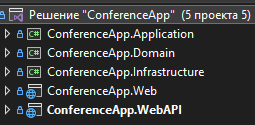 Решение "ConferenceApp" (5 проекта 5)
C# ConferenceApp.Application
C# ConferenceApp.Domain
C# ConferenceApp.Infrastructure
ConferenceApp.Web
ConferenceApp.WebAPI